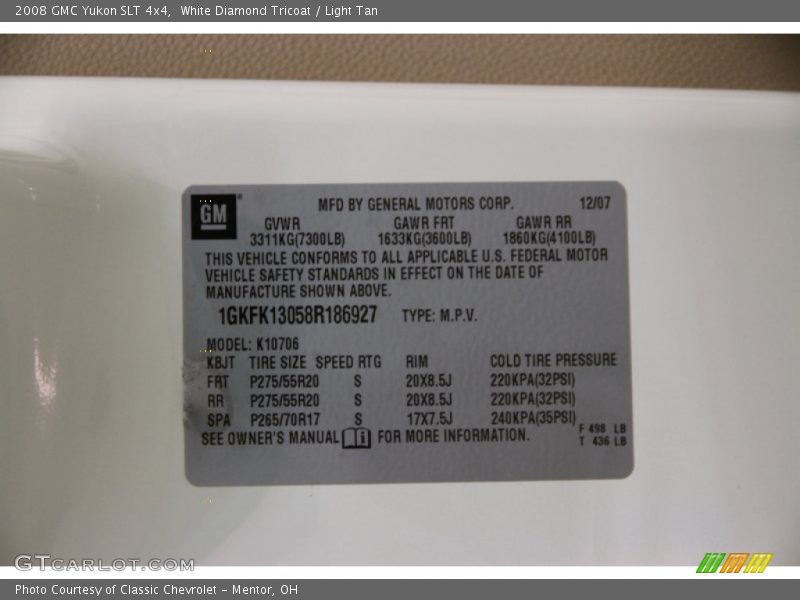 2008 GMC Yukon SLT 4x4,  White Diamond Tricoat / Light Tan
GM
MFD BY GENERAL MOTORS CORP. 12/07
GVWR GAWR FRT GAWR RR
3311KG(7300LB) 1633KG(3600LB) 1860KG(4100LB)
THIS VEHICLE CONFORMS TO ALL APPLICABLE U.S. FEDERAL MOTOR
VEHICLE SAFETY STANDARDS IN EFFECT ON THE DATE OF
MANUFACTURE SHOWN ABOVE.
1GKFK13058R186927 TYPE: M.P.V.
MODEL: K10706
KBJT TIRE SIZE SPEED RTG RIM COLD TIRE PRESSURE
FRT P275/55R20 S 20X8.5J 220KPA(32PSI)
RR P275/55R20 S 20X8.5J 220KPA(32PSI)
SPA P265/70R17 S 17X7.5J 240KPA(35PSI)
SEE OWNER'S MANUAL FOR MORE INFORMATION.
F 498 LB
T 436 LB
GTCARLOT.COM
Photo Courtesy of Classic Chevrolet - Mentor, OH